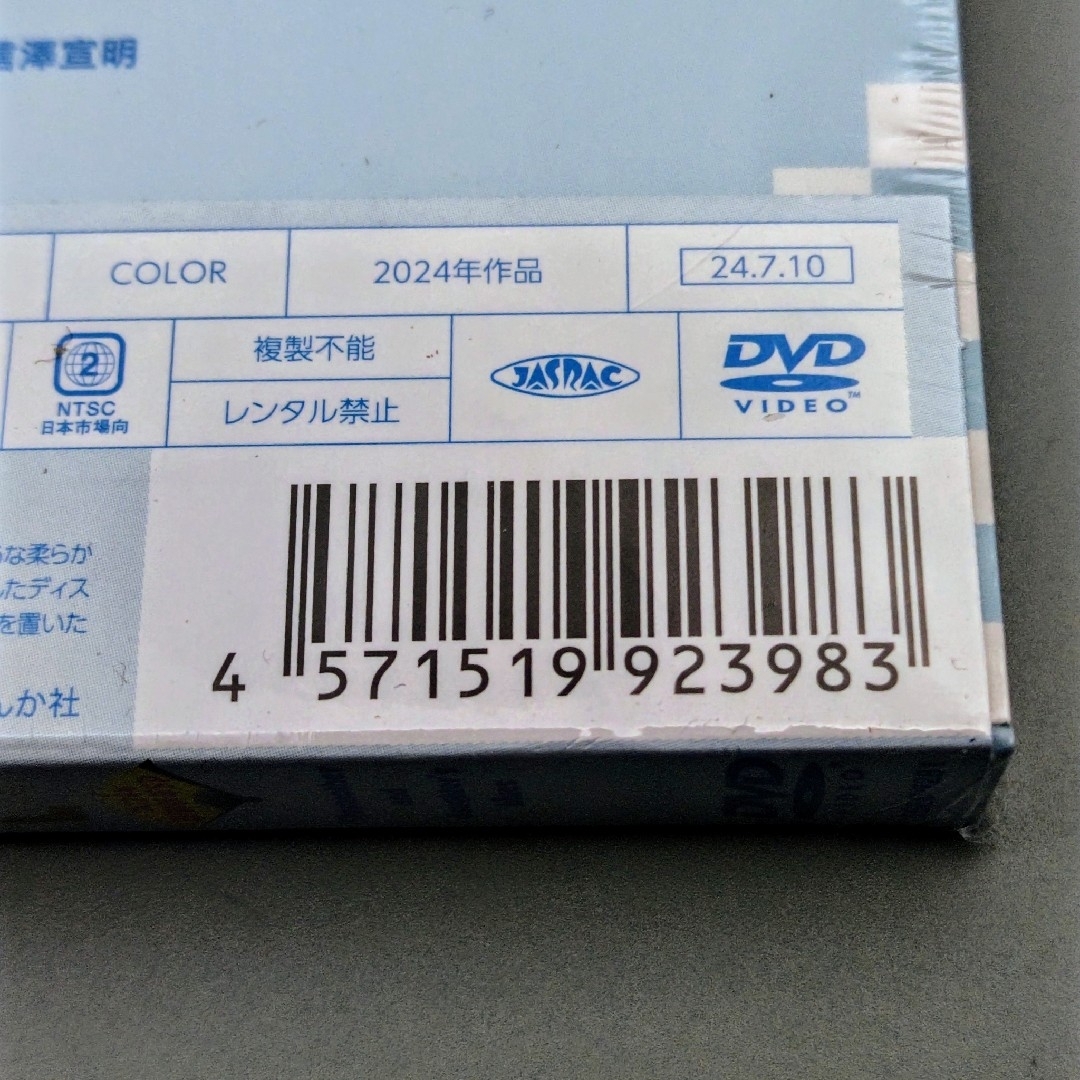 澤宣明
COLOR
2024年作品
24.7.10
2
NTSC
日本市場向
複製不能
レンタル禁止
JASRAC
DVD
VIDEO
TM
な柔らか
たディス
を置いた
か社
4 571519 923983
DVD